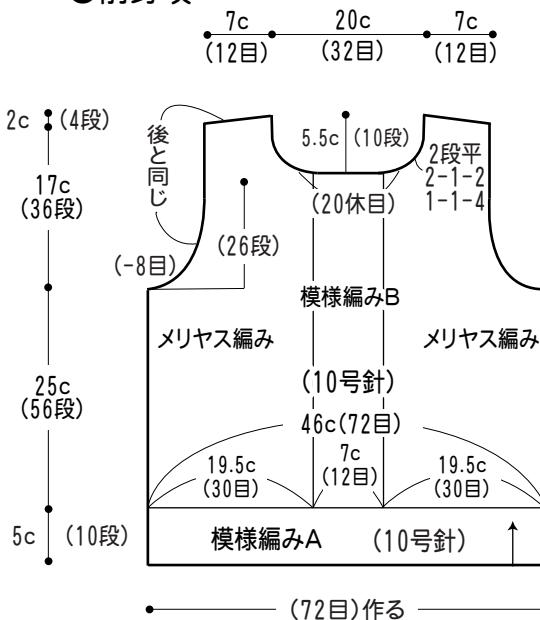 7c 20c 7c
(12目) (32目) (12目)
2c (4段)
後と同じ
5.5c (10段)
2段平
2-1-2
1-1-4
17c
(36段)
(20休目)
(26段)
(-8目)
模様編みB
メリヤス編み メリヤス編み
25c
(56段)
(10号針)
46c(72目)
19.5c
(30目)
7c
(12目)
19.5c
(30目)
5c (10段)
模様編みA (10号針)
(72目)作る